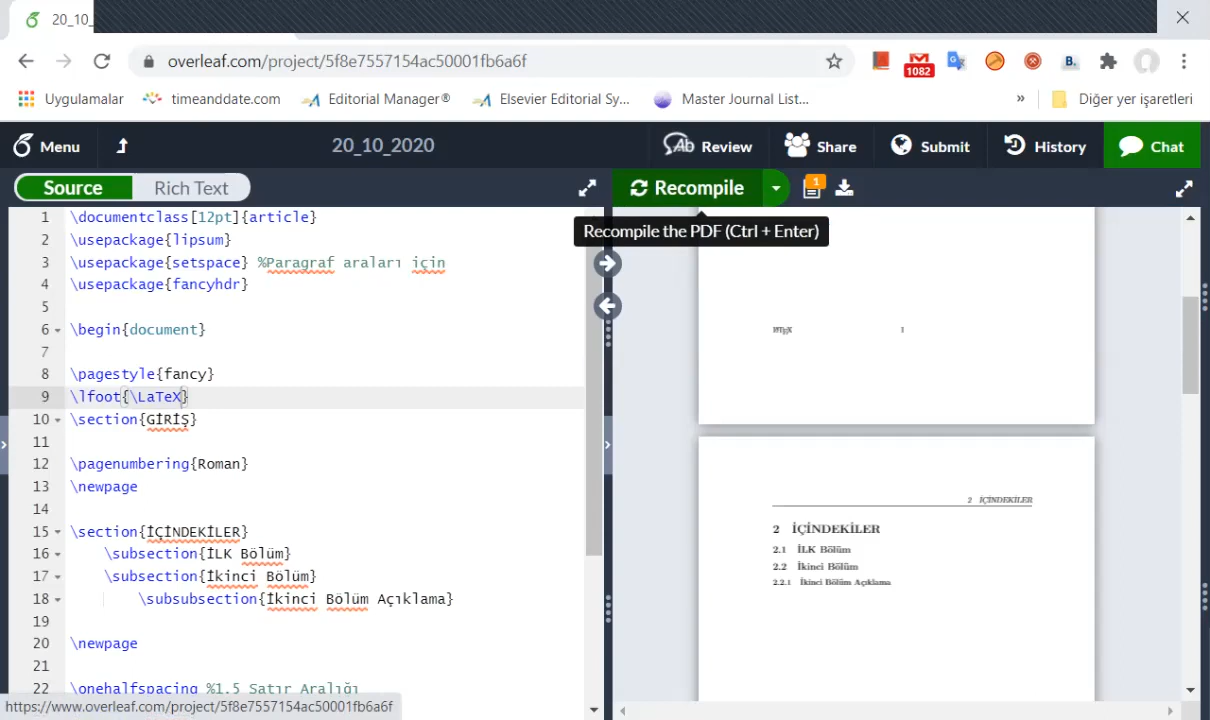 20_10_
overleaf.com/project/5f8e7557154ac50001fb6a6f
1082
B.
Uygulamalar
timeanddate.com
Editorial Manager®
Elsevier Editorial Sy...
Master Journal List...
»
Diğer yer işaretleri
Menu
20_10_2020
Review
Share
Submit
History
Chat
Source
Rich Text
Recompile
1
Recompile the PDF (Ctrl + Enter)
1 \documentclass[12pt]{article}
2 \usepackage{lipsum}
3 \usepackage{setspace} %Paragraf araları için
4 \usepackage{fancyhdr}
5
6 \begin{document}
7
8 \pagestyle{fancy}
9 \lfoot{\LaTeX}
10 \section{GİRİŞ}
11
12 \pagenumbering{Roman}
13 \newpage
14
15 \section{İÇİNDEKİLER}
16 \subsection{İLK Bölüm}
17 \subsection{İkinci Bölüm}
18 \subsubsection{İkinci Bölüm Açıklama}
19
20 \newpage
21
22 \onehalfspacing %1.5 Satır Aralığı
https://www.overleaf.com/project/5f8e7557154ac50001fb6a6f
I
2 İÇİNDEKİLER
2 İÇİNDEKİLER
2.1 İLK Bölüm
2.2 İkinci Bölüm
2.2.1 İkinci Bölüm Açıklama